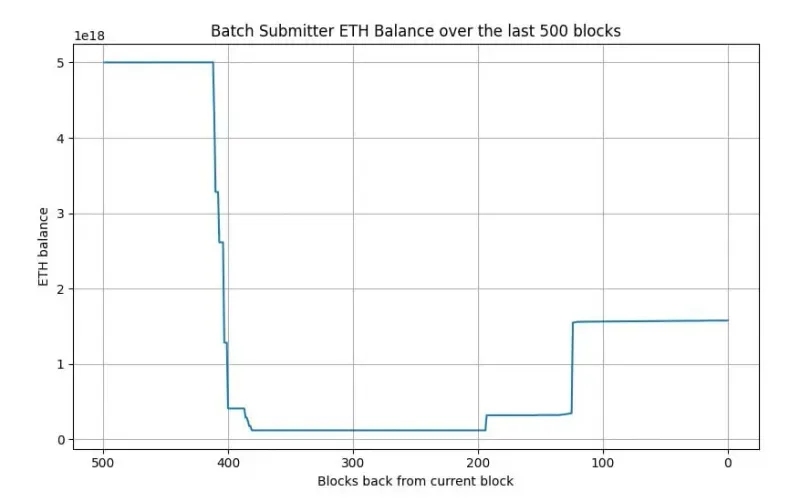 Batch Submitter ETH Balance over the last 500 blocks
1e18
5
4
3
2
1
0
ETH balance
500 400 300 200 100 0
Blocks back from current block